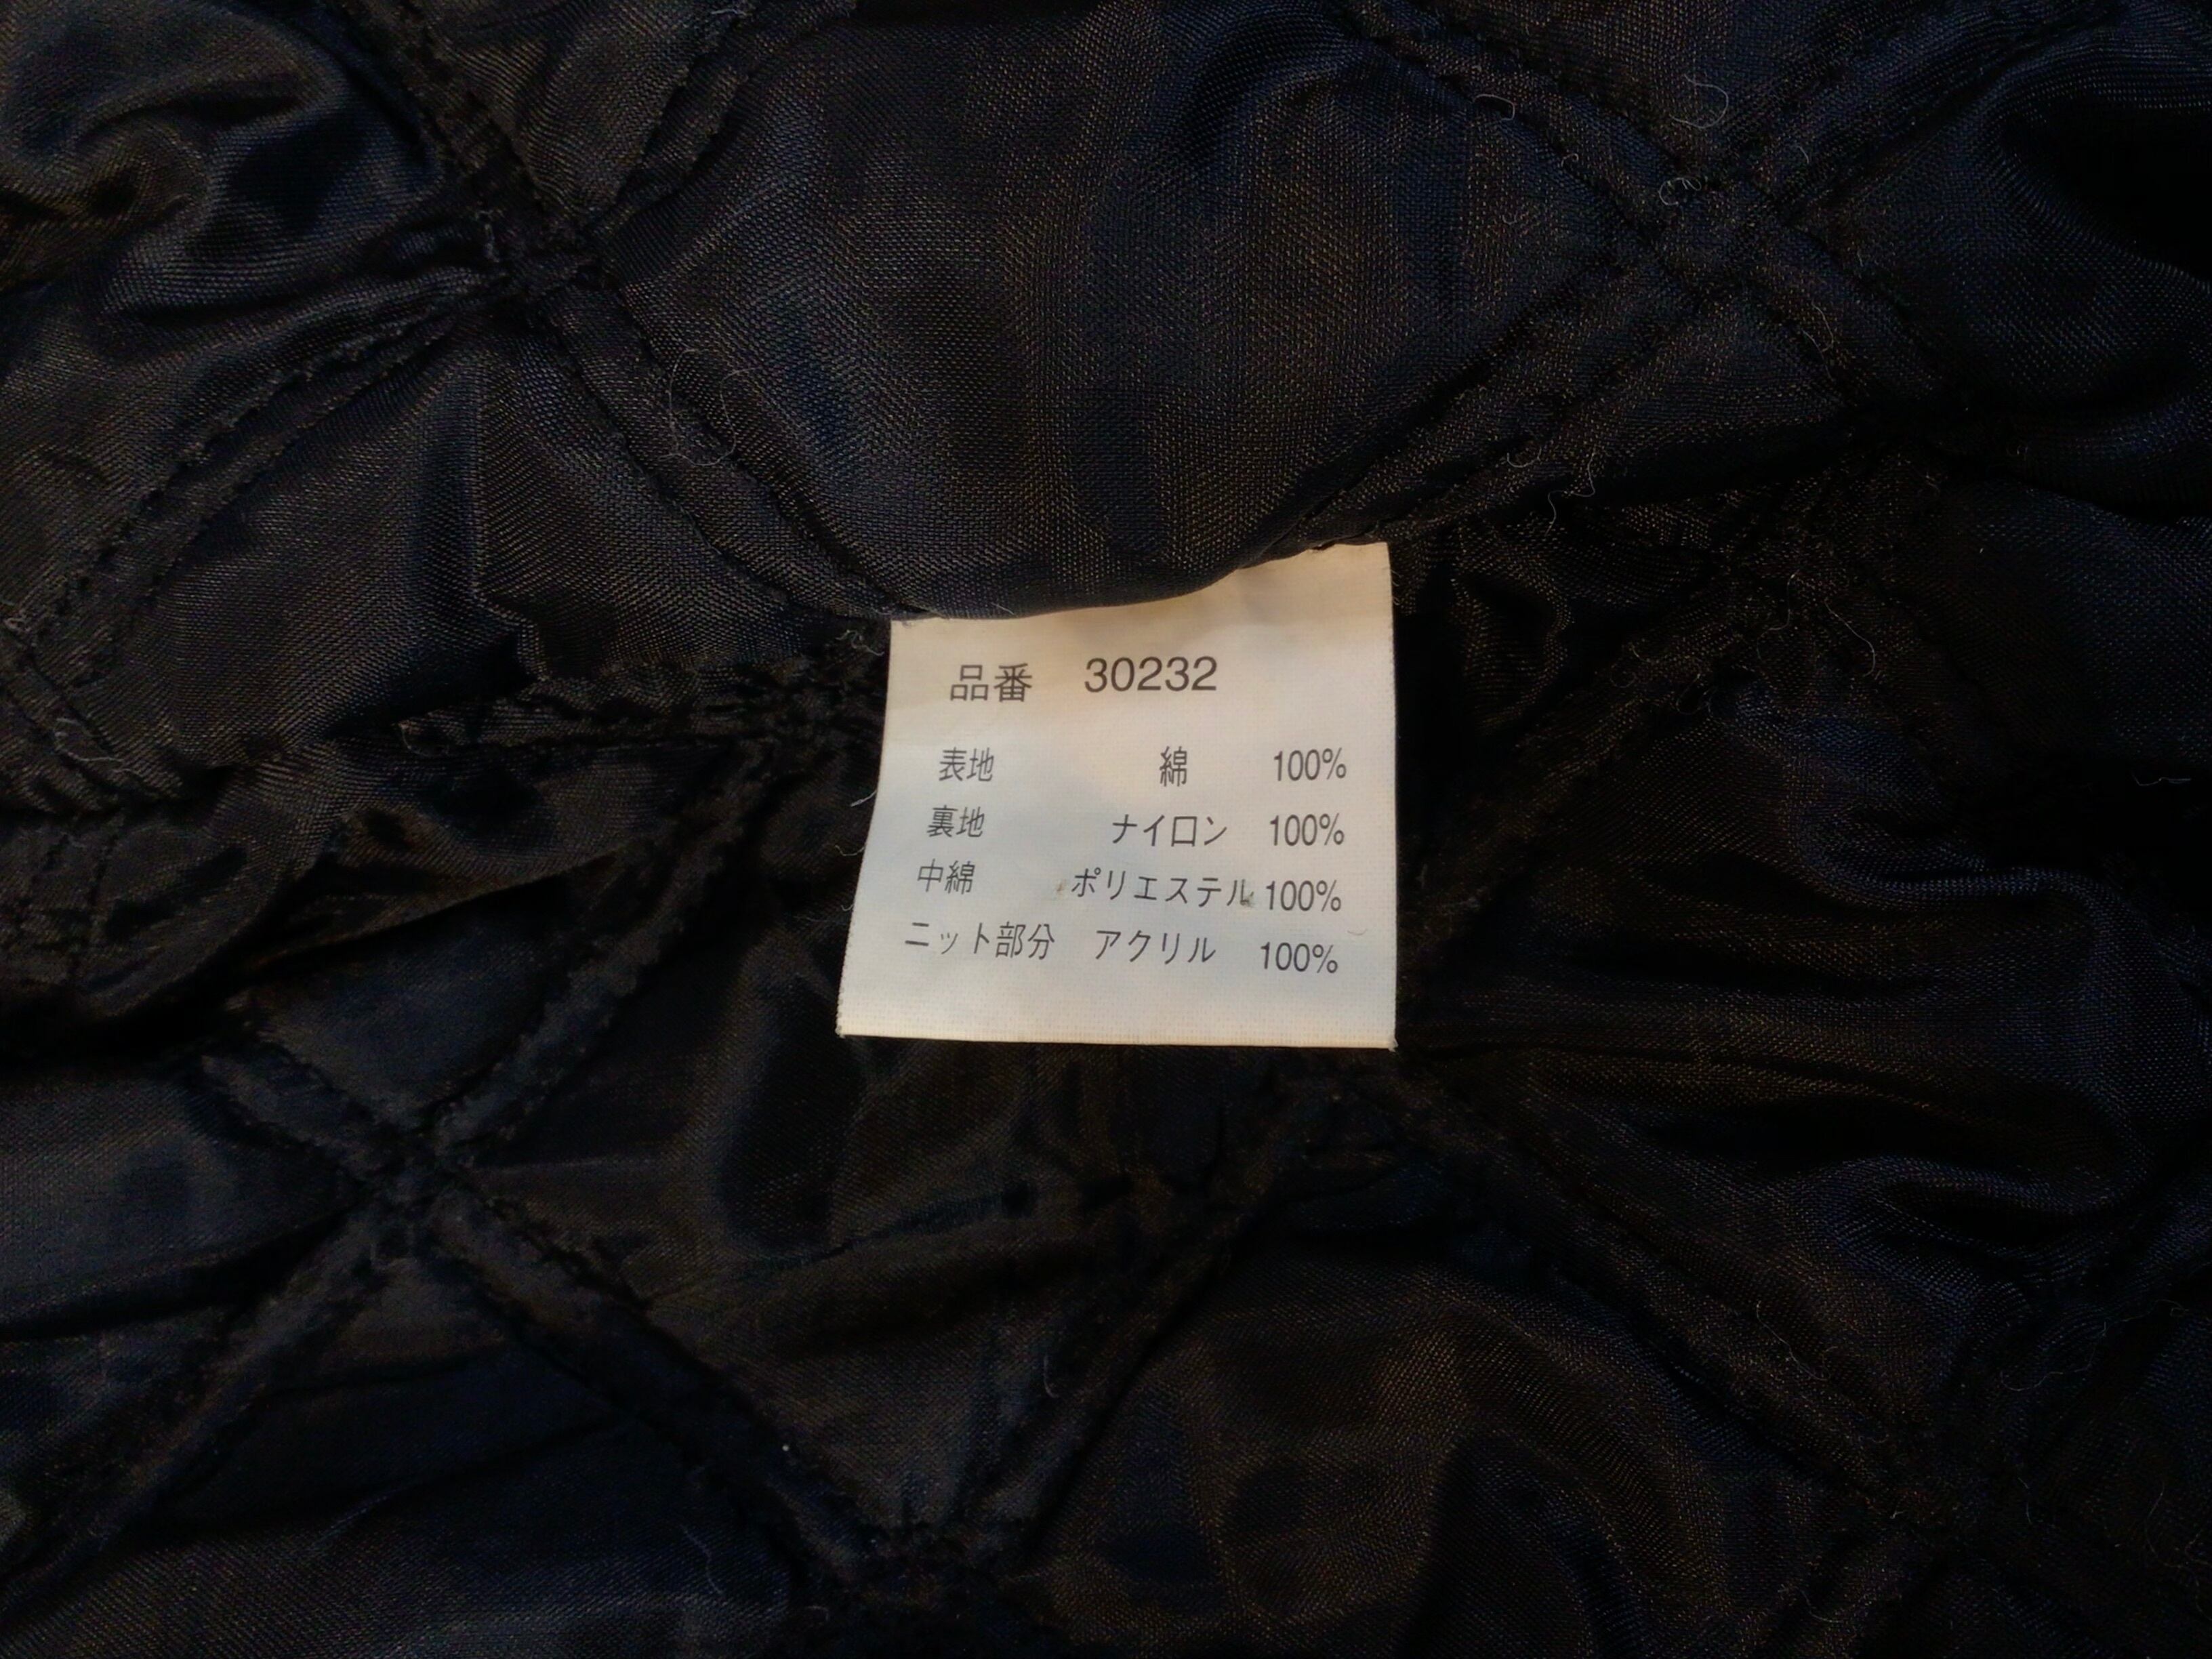 品番 30232
表地 綿 100%
裏地 ナイロン 100%
中綿 ポリエステル 100%
ニット部分 アクリル 100%